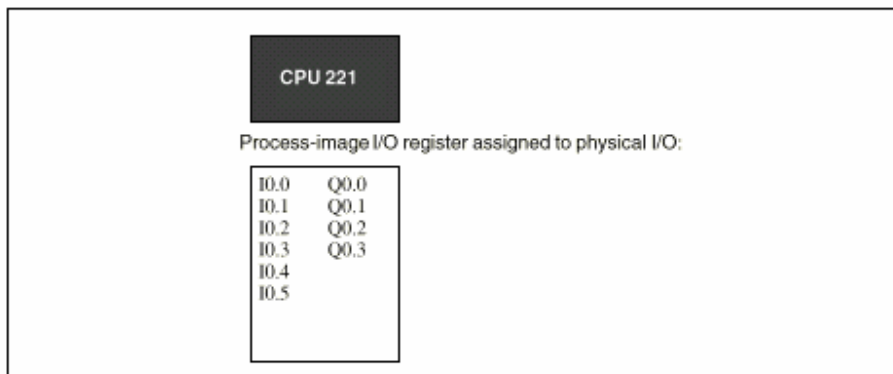 CPU 221
Process-image I/O register assigned to physical I/O:
I0.0 Q0.0
I0.1 Q0.1
I0.2 Q0.2
I0.3 Q0.3
I0.4
I0.5